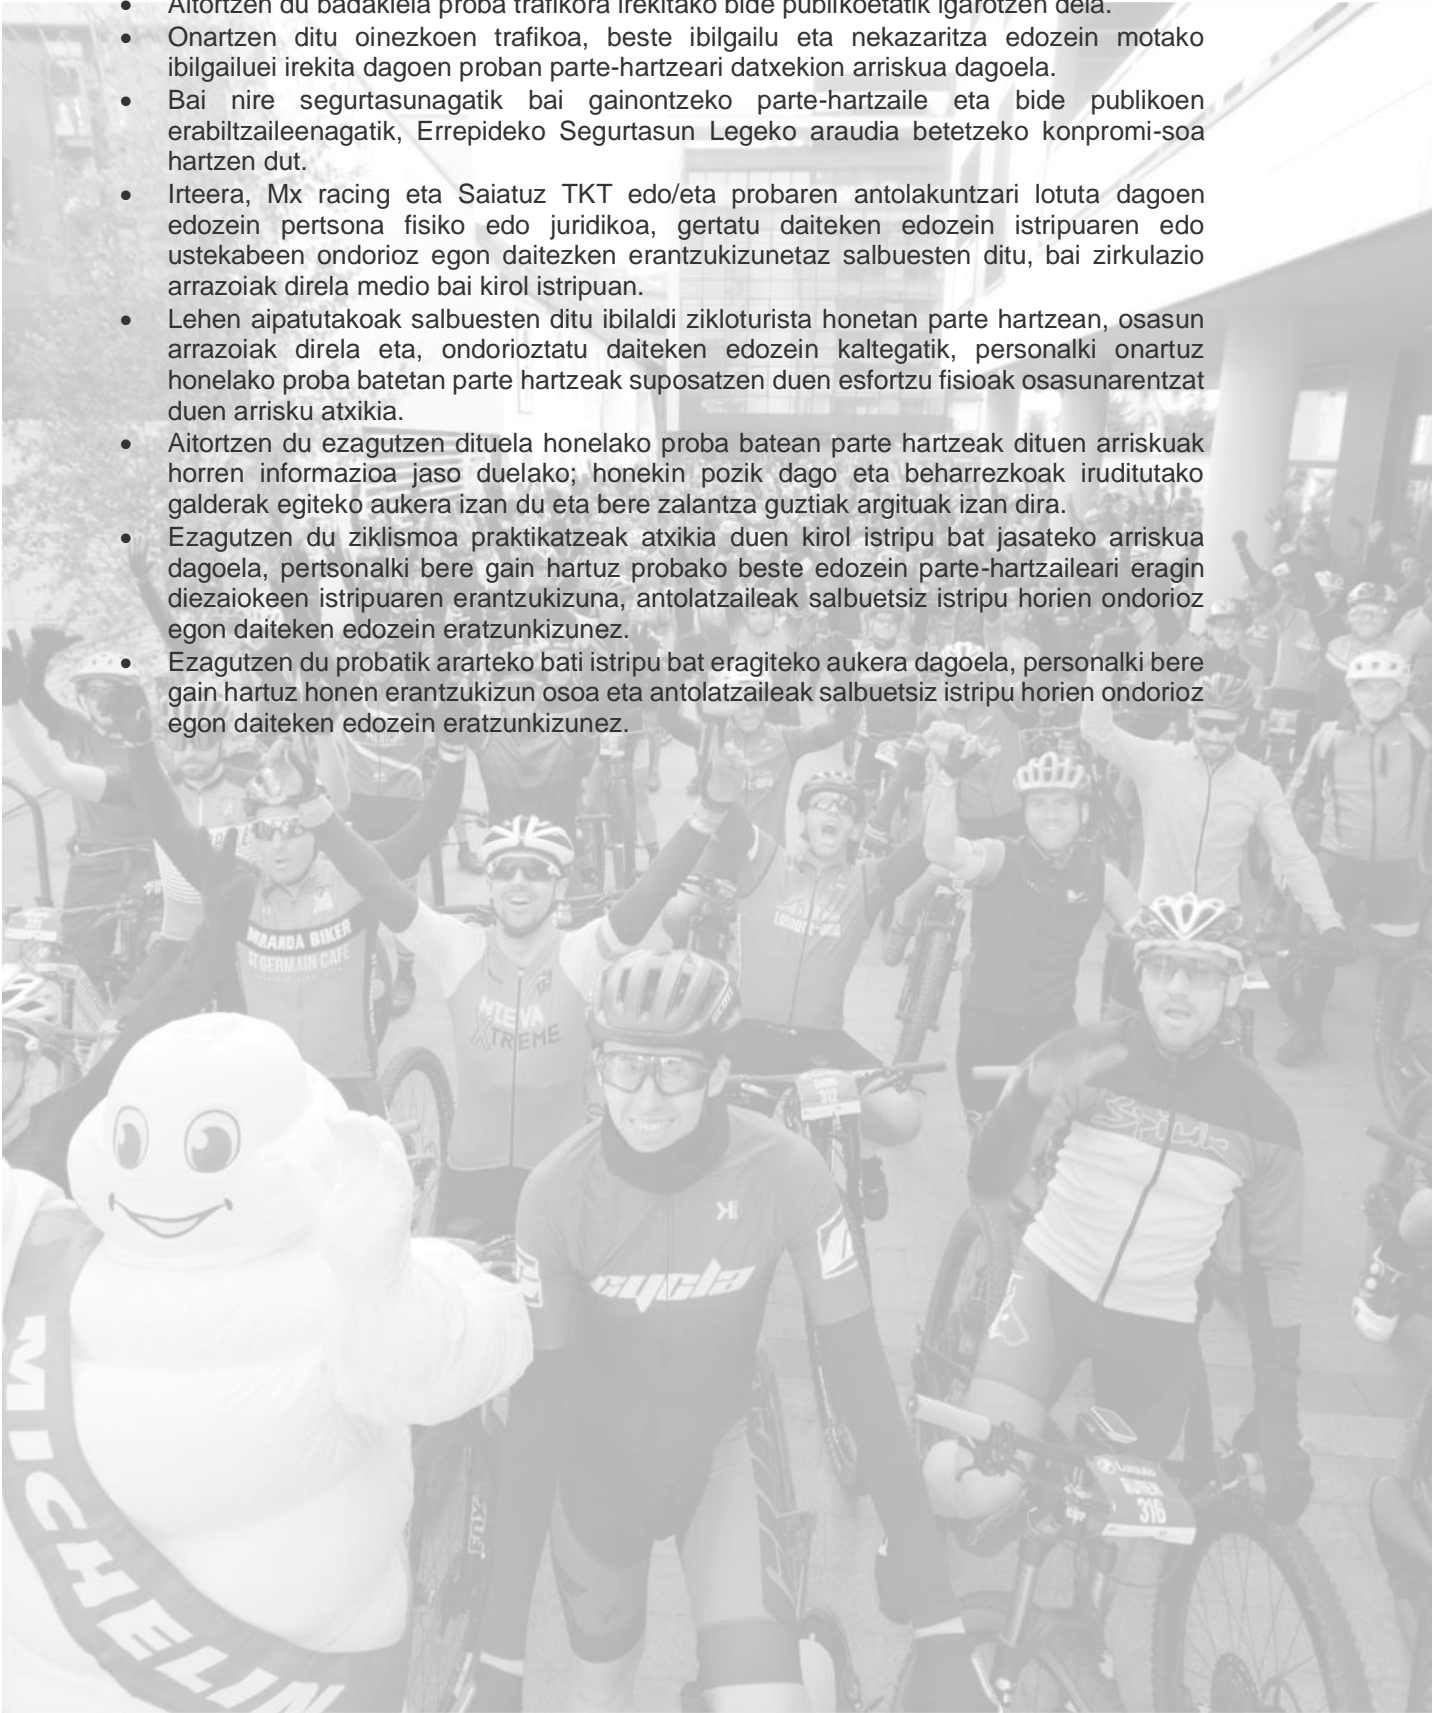 • Aitortzen du badakiela proba trafikora irekitako bide publikoetatik igarotzen dela.
• Onartzen ditu oinezkoen trafikoa, beste ibilgailu eta nekazaritza edozein motako
ibilgailuei irekita dagoen proban parte-hartzeari datxekion arriskua dagoela.
• Bai nire segurtasunagatik bai gainontzeko parte-hartzaile eta bide publikoen
erabiltzaileenagatik, Errepideko Segurtasun Legeko araudia betetzeko konpromi-soa
hartzen dut.
• Irteera, Mx racing eta Saiatuz TKT edo/eta probaren antolakuntzari lotuta dagoen
edozein pertsona fisiko edo juridikoa, gertatu daiteken edozein istripuaren edo
ustekabeen ondorioz egon daitezken erantzukizunetaz salbuesten ditu, bai zirkulazio
arrazoiak direla medio bai kirol istripuan.
• Lehen aipatutakoak salbuesten ditu ibilaldi zikloturista honetan parte hartzean, osasun
arrazoiak direla eta, ondorioztatu daiteken edozein kaltegatik, personalki onartuz
honelako proba batetan parte hartzeak suposatzen duen esfortzu fisioak osasunarentzat
duen arrisku atxikia.
• Aitortzen du ezagutzen dituela honelako proba batean parte hartzeak dituen arriskuak
horren informazioa jaso duelako; honekin pozik dago eta beharrezkoak iruditutako
galderak egiteko aukera izan du eta bere zalantza guztiak argituak izan dira.
• Ezagutzen du ziklismoa praktikatzeak atxikia duen kirol istripu bat jasateko arriskua
dagoela, pertsonalki bere gain hartuz probako beste edozein parte-hartzaileari eragin
diezaiokeen istripuaren erantzukizuna, antolatzaileak salbuetsiz istripu horien ondorioz
egon daiteken edozein eratzunkizunez.
• Ezagutzen du probatik ararteko bati istripu bat eragiteko aukera dagoela, personalki bere
gain hartuz honen erantzukizun osoa eta antolatzaileak salbuetsiz istripu horien ondorioz
egon daiteken edozein eratzunkizunez.
MIRANDA BIKER
ST GERMAIN CAFE
XTREME
312
Spiuk
cycla
316
MICHELIN